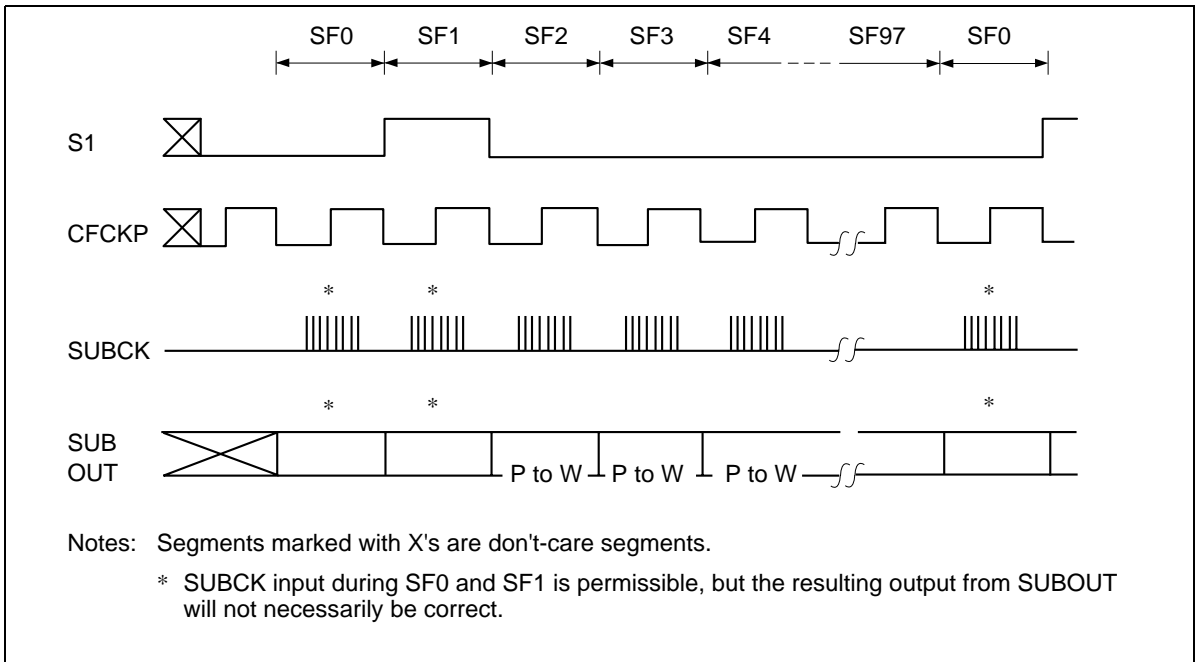 SF0 SF1 SF2 SF3 SF4 SF97 SF0
S1
CFCKP
* * *
SUBCK
* * *
SUB
OUT
P to W P to W P to W
Notes: Segments marked with X's are don't-care segments.
* SUBCK input during SF0 and SF1 is permissible, but the resulting output from SUBOUT
will not necessarily be correct.